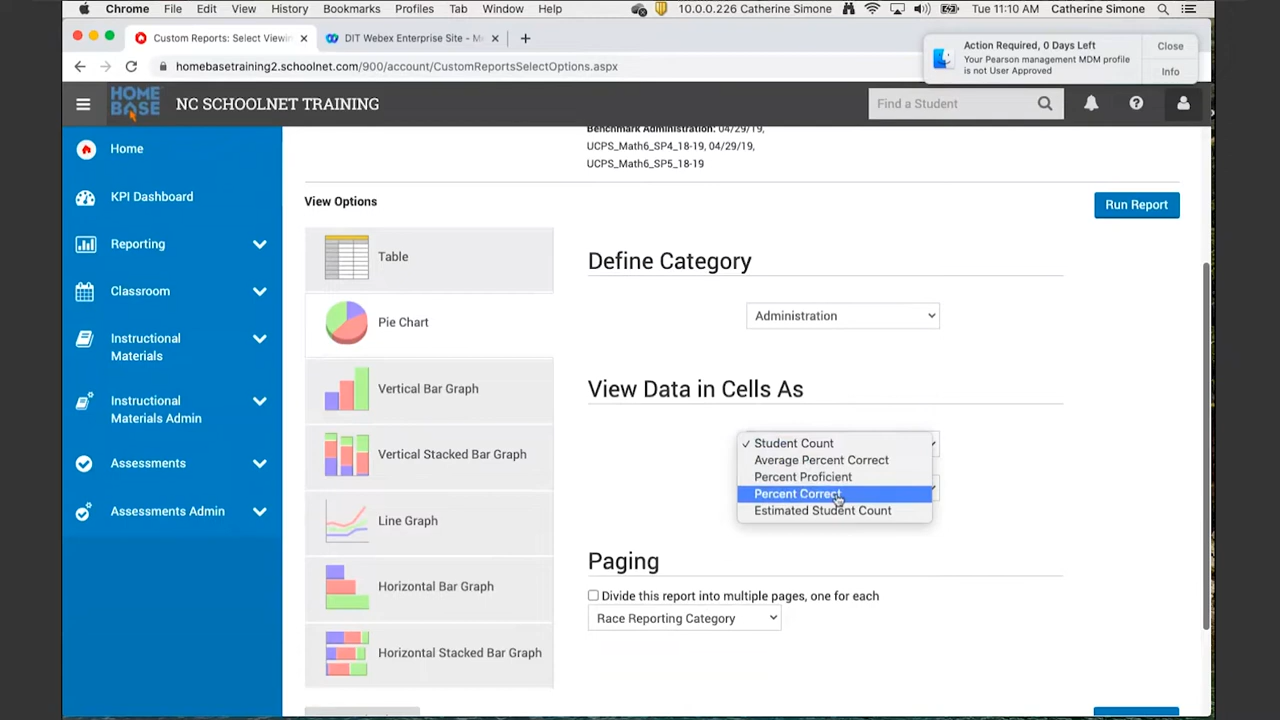 Chrome File Edit View History Bookmarks Profiles Tab Window Help 10.0.0.226 Catherine Simone Tue 11:10 AM Catherine Simone
Custom Reports: Select Viewin
DIT Webex Enterprise Site - M
homebasetraining2.schoolnet.com/900/account/CustomReportsSelectOptions.aspx
Action Required, 0 Days Left
Your Pearson management MDM profile
is not User Approved
Close
Info
HOME
BASE
NC SCHOOLNET TRAINING
Find a Student
Home
KPI Dashboard
Reporting
Classroom
Instructional
Materials
Instructional
Materials Admin
Assessments
Assessments Admin
Benchmark Administration: 04/29/19,
UCPS_Math6_SP4_18-19, 04/29/19,
UCPS_Math6_SP5_18-19
View Options
Run Report
Table
Pie Chart
Vertical Bar Graph
Vertical Stacked Bar Graph
Line Graph
Horizontal Bar Graph
Horizontal Stacked Bar Graph
Define Category
Administration
View Data in Cells As
Student Count
Average Percent Correct
Percent Proficient
Percent Correct
Estimated Student Count
Paging
Divide this report into multiple pages, one for each
Race Reporting Category